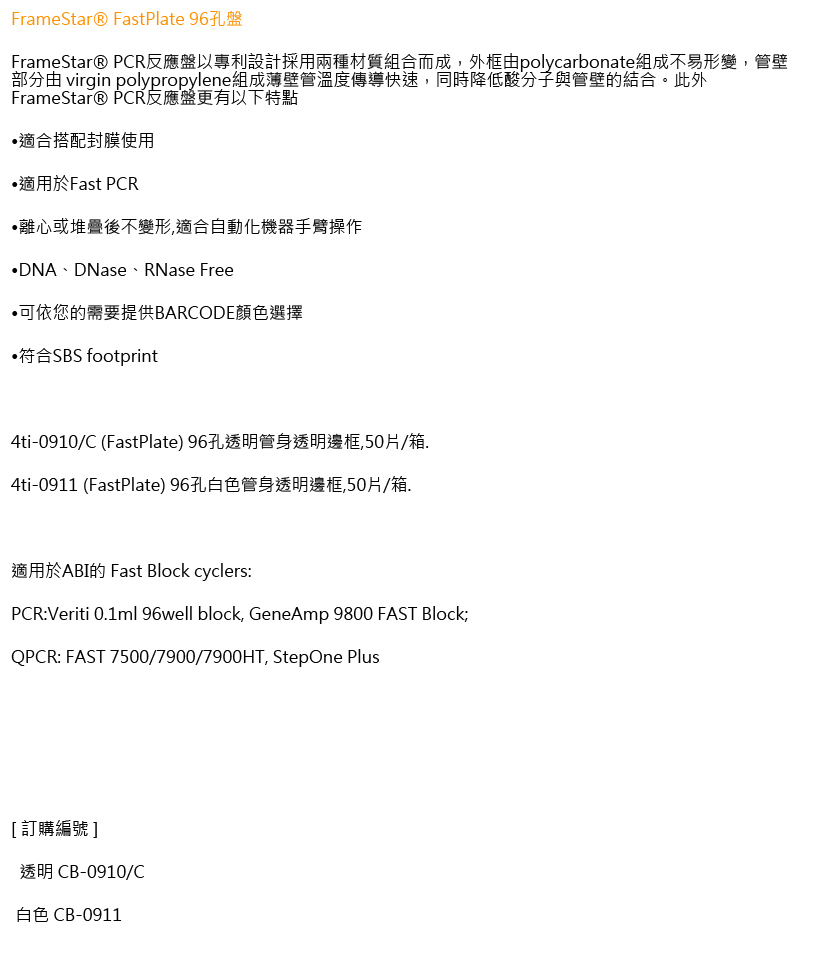 FrameStar® FastPlate 96孔盤
FrameStar® PCR反應盤以專利設計採用兩種材質組合而成，外框由polycarbonate組成不易形變，管壁
部分由 virgin polypropylene組成薄壁管溫度傳導快速，同時降低酸分子與管壁的結合。此外
FrameStar® PCR反應盤更有以下特點
•適合搭配封膜使用
•適用於Fast PCR
•離心或堆疊後不變形,適合自動化機器手臂操作
•DNA、DNase、RNase Free
•可依您的需要提供BARCODE顏色選擇
•符合SBS footprint
4ti-0910/C (FastPlate) 96孔透明管身透明邊框,50片/箱.
4ti-0911 (FastPlate) 96孔白色管身透明邊框,50片/箱.
適用於ABI的 Fast Block cyclers:
PCR:Veriti 0.1ml 96well block, GeneAmp 9800 FAST Block;
QPCR: FAST 7500/7900/7900HT, StepOne Plus
[ 訂購編號 ]
透明 CB-0910/C
白色 CB-0911